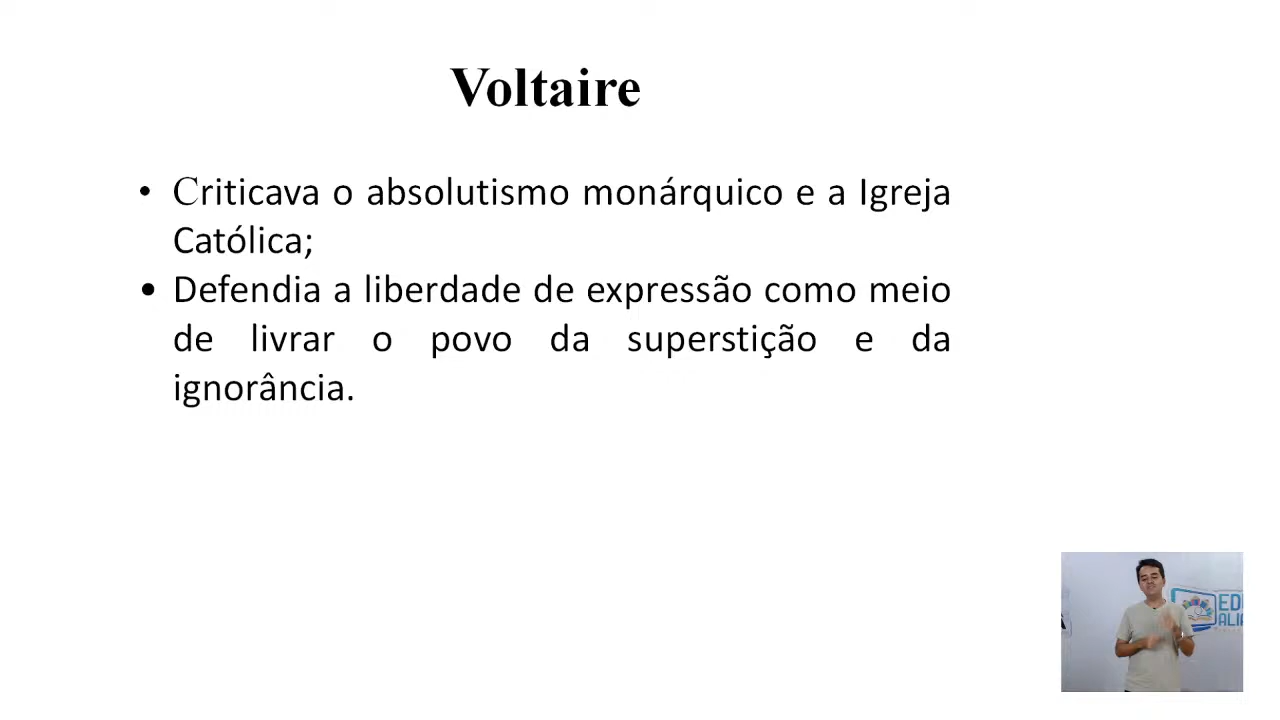 Voltaire
• Criticava o absolutismo monárquico e a Igreja
Católica;
• Defendia a liberdade de expressão como meio
de livrar o povo da superstição e da
ignorância.